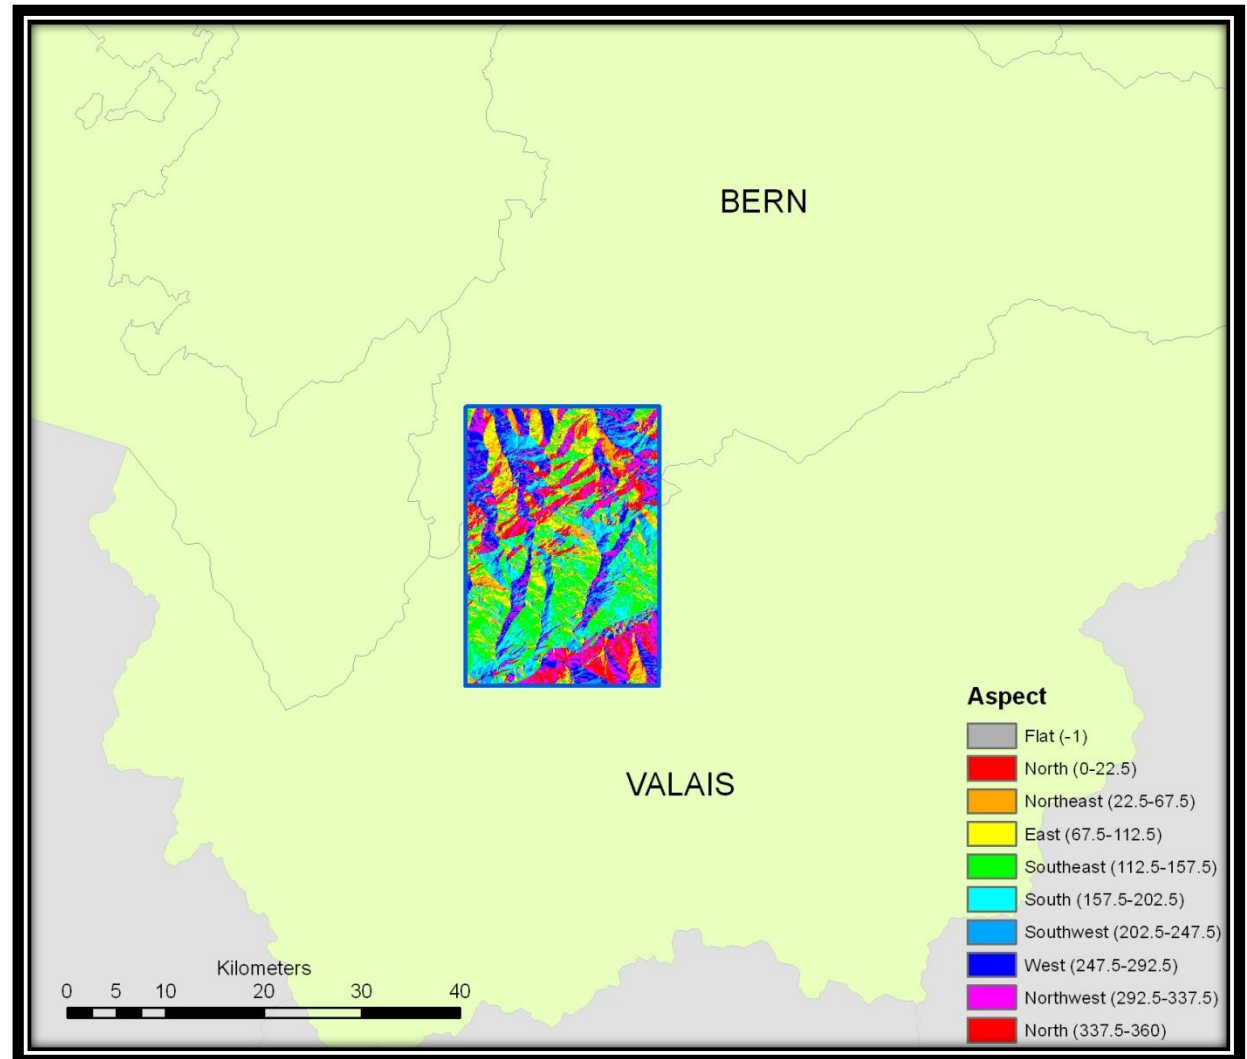 BERN
VALAIS
Aspect
Flat (-1)
North (0-22.5)
Northeast (22.5-67.5)
East (67.5-112.5)
Southeast (112.5-157.5)
South (157.5-202.5)
Southwest (202.5-247.5)
West (247.5-292.5)
Northwest (292.5-337.5)
North (337.5-360)
Kilometers
0 5 10 20 30 40